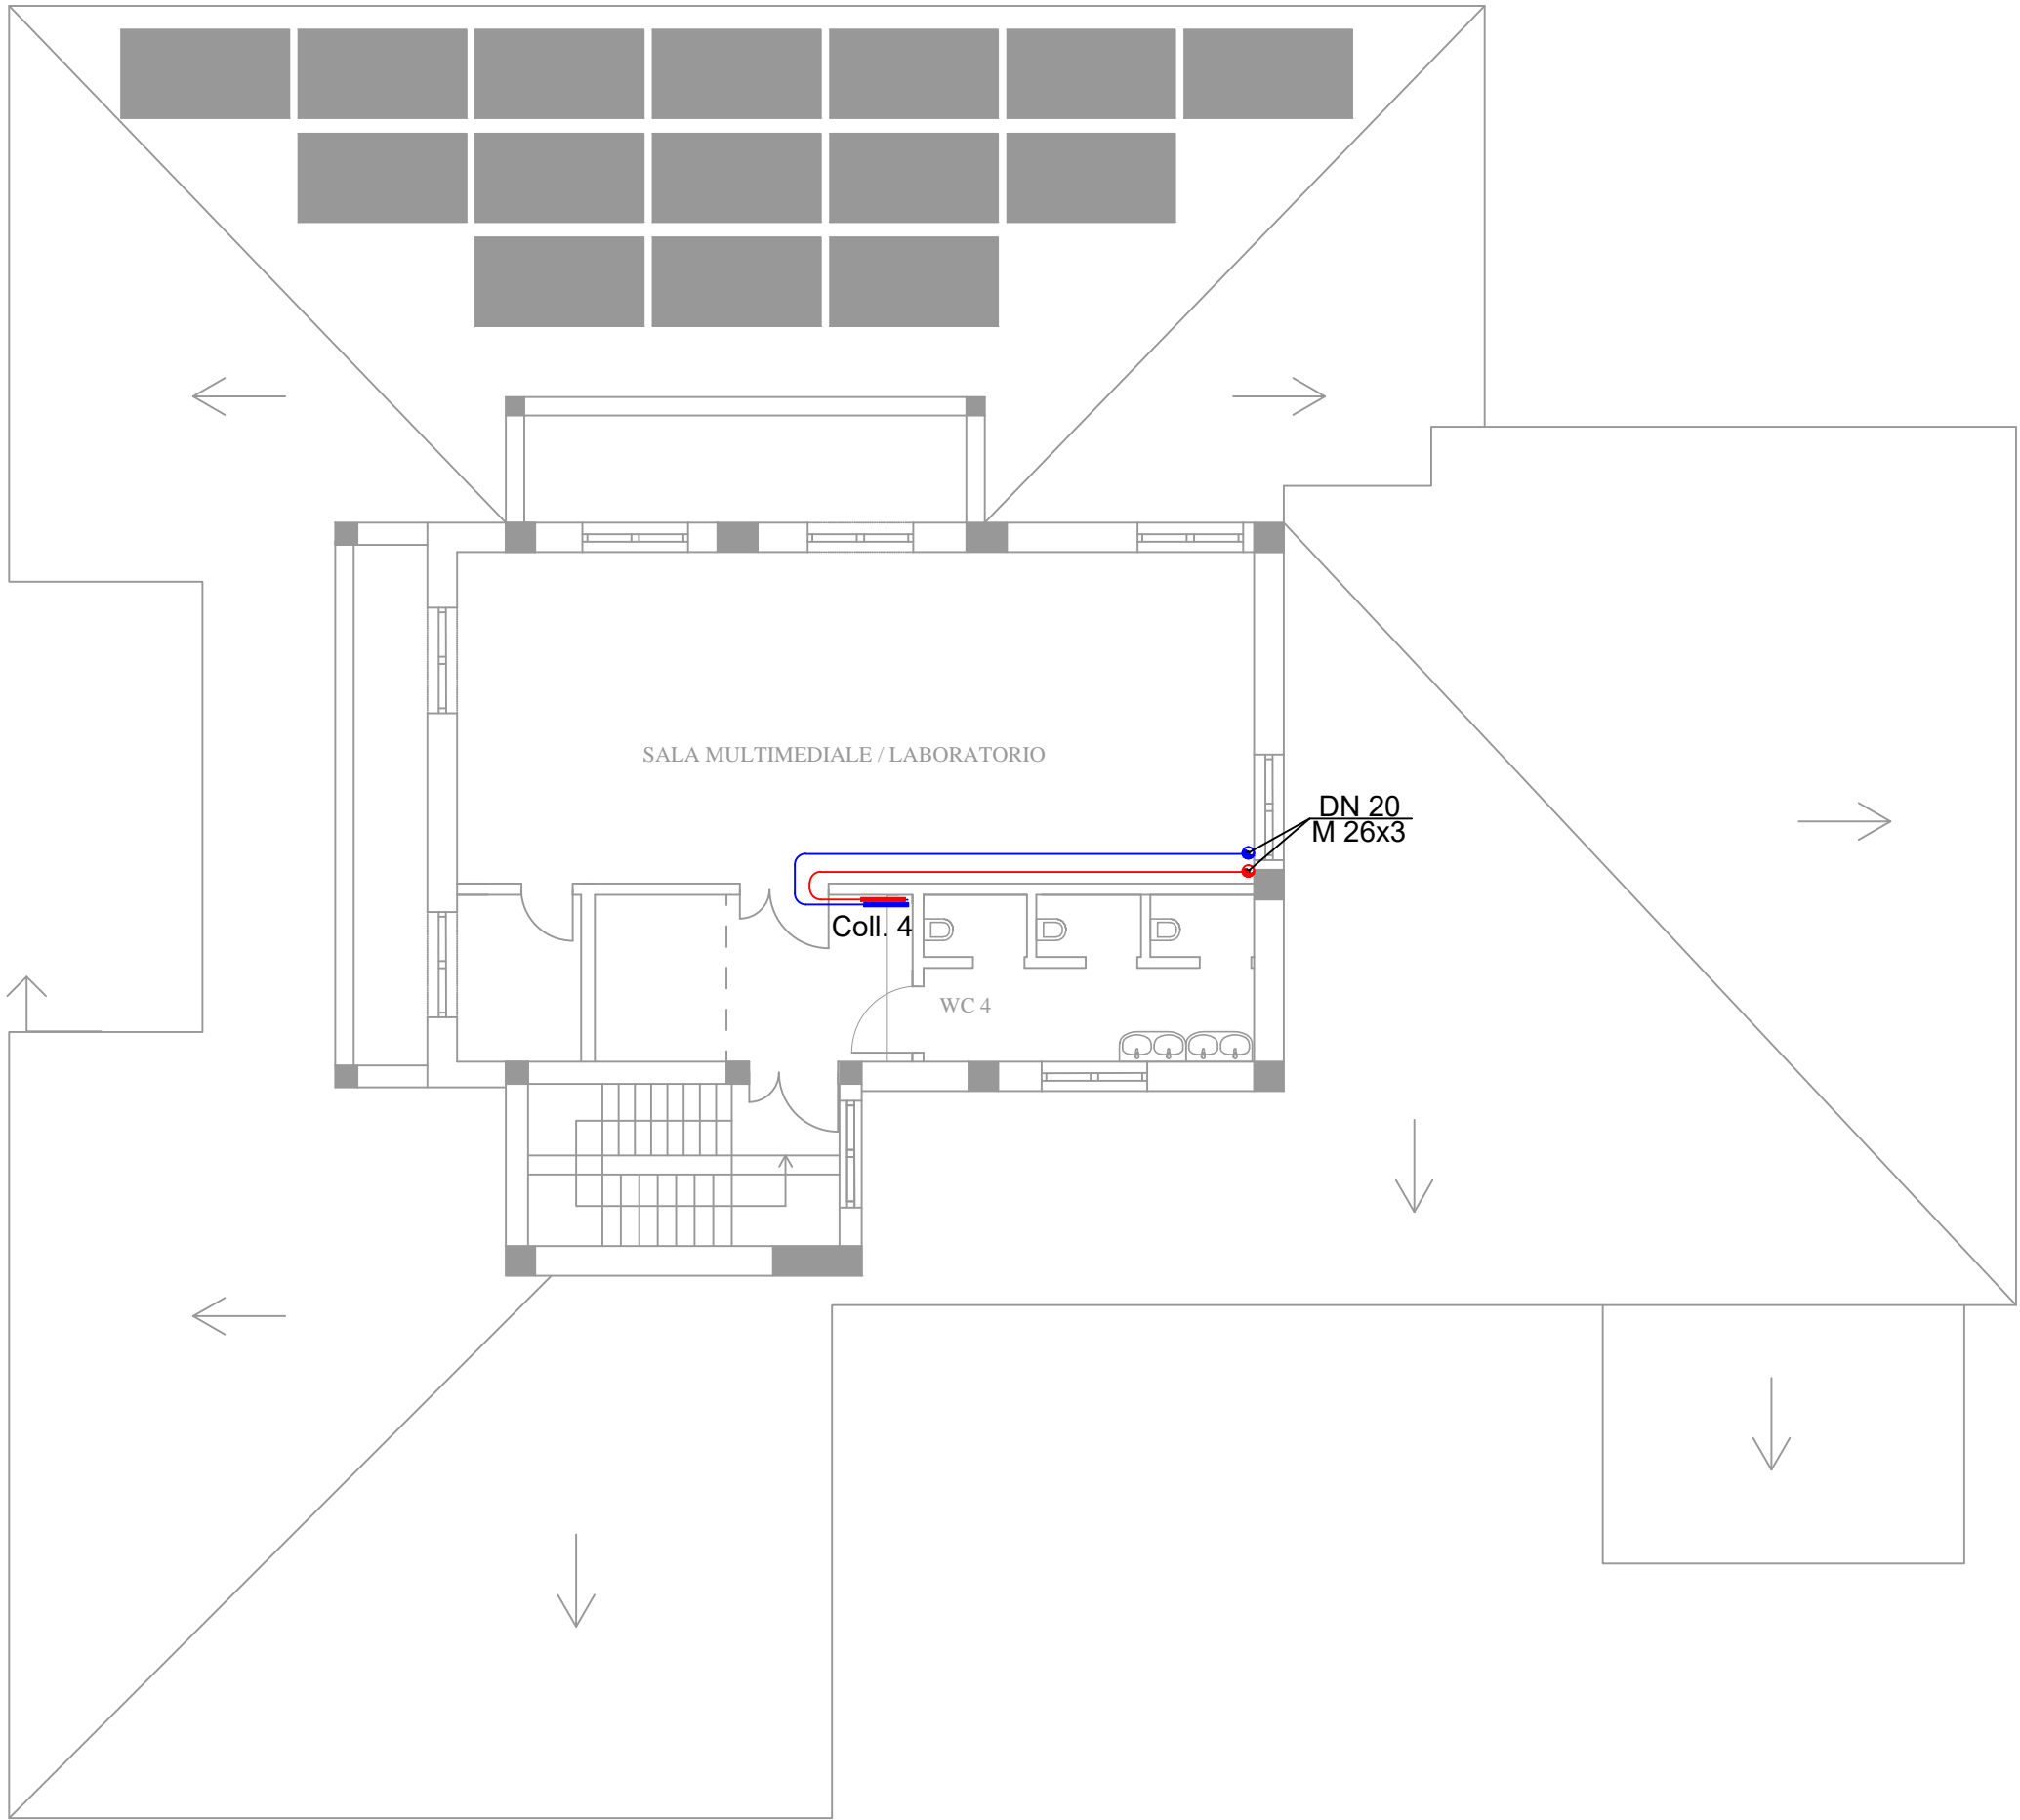 SALA MULTIMEDIALE / LABORATORIO
DN 20
M 26x3
Coll. 4
WC 4